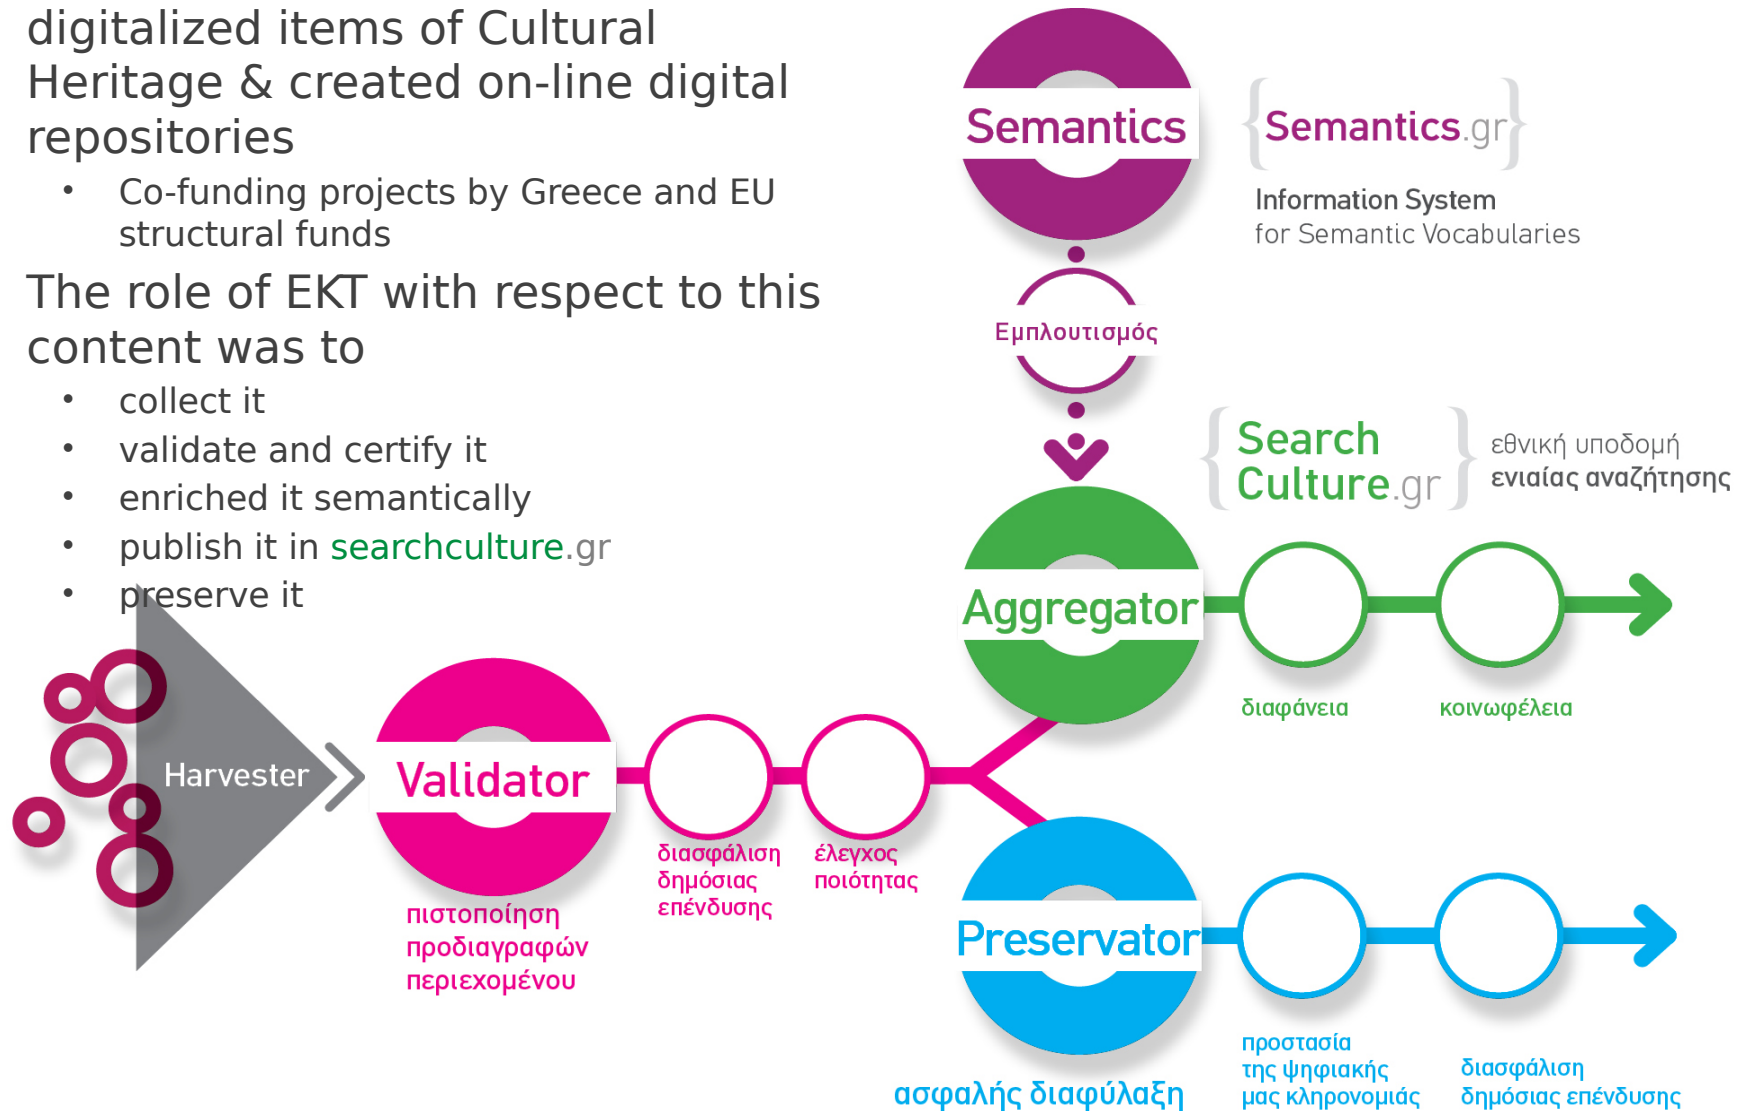 digitalized items of Cultural
Heritage & created on-line digital
repositories
• Co-funding projects by Greece and EU
structural funds
The role of EKT with respect to this
content was to
• collect it
• validate and certify it
• enriched it semantically
• publish it in searchculture.gr
• preserve it
Semantics
{Semantics.gr}
Information System
for Semantic Vocabularies
Εμπλουτισμός
{Search
Culture.gr}
εθνική υποδομή
ενιαίας αναζήτησης
Aggregator
διαφάνεια
κοινωφέλεια
Harvester
Validator
πιστοποίηση
προδιαγραφών
περιεχομένου
διασφάλιση
δημόσιας
επένδυσης
έλεγχος
ποιότητας
Preservator
ασφαλής διαφύλαξη
προστασία
της ψηφιακής
μας κληρονομιάς
διασφάλιση
δημόσιας επένδυσης